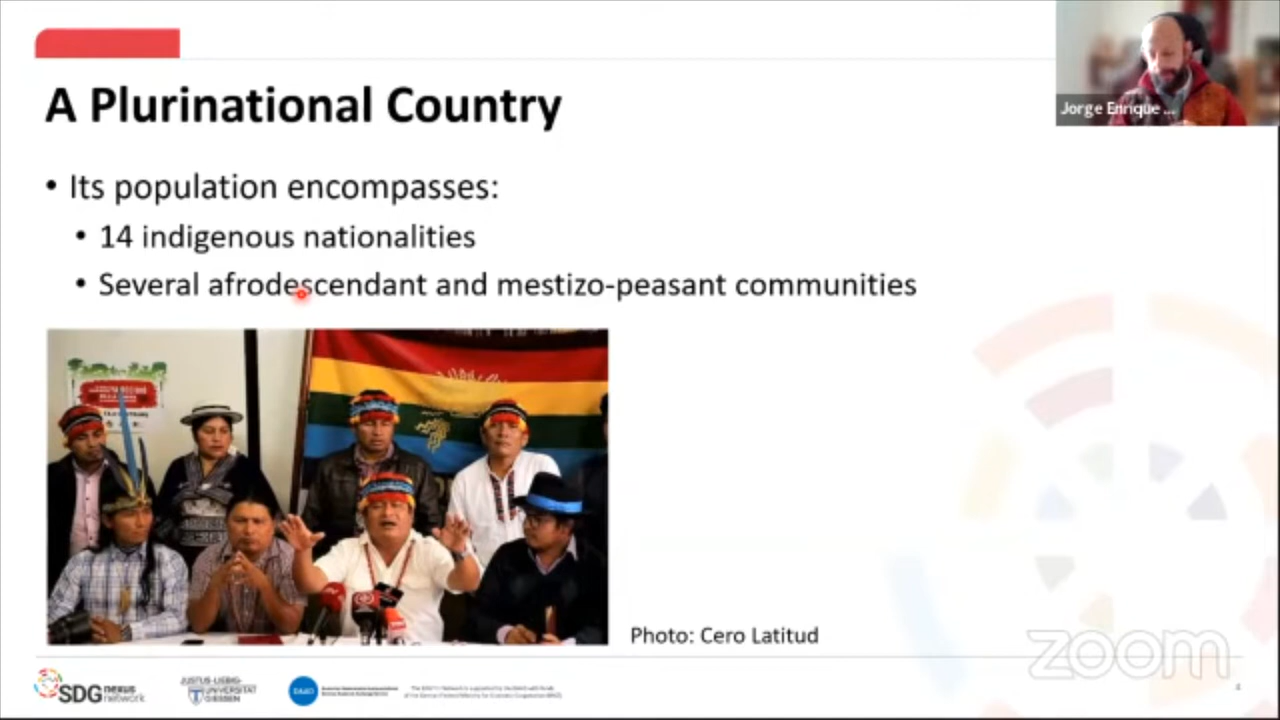 A Plurinational Country
Jorge Enrique ...
• Its population encompasses:
• 14 indigenous nationalities
• Several afrodescendant and mestizo-peasant communities
Photo: Cero Latitud
zoom
SDG nexus
network
JUSTUS-LIEBIG-
UNIVERSITÄT
GIESSEN
DAAD